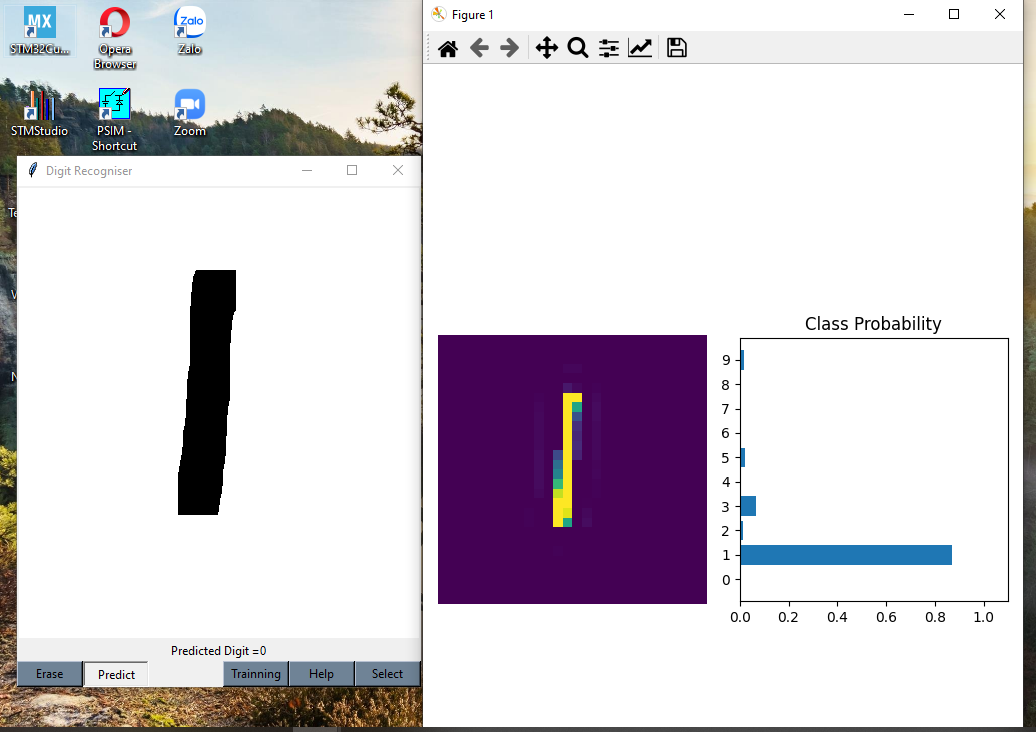 MX
STM32Cu...
Opera
Browser
Zalo
Zalo
STMStudio
PSIM -
Shortcut
Zoom
Digit Recogniser
Predicted Digit =0
Erase
Predict
Trainning
Help
Select
Figure 1
Class Probability
9
8
7
6
5
4
3
2
1
0
0.0 0.2 0.4 0.6 0.8 1.0